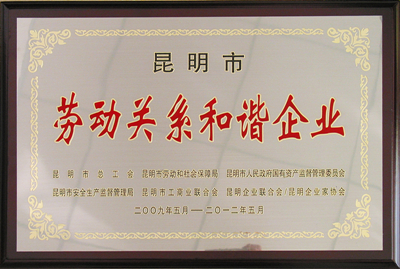 昆明市
劳动关系和谐企业
昆明市总工会 昆明市劳动和社会保障局 昆明市人民政府国有资产监督管理委员会
昆明市安全生产监督管理局 昆明市工商业联合会 昆明企业联合会/昆明企业家协会
二〇〇九年五月——二〇一二年五月